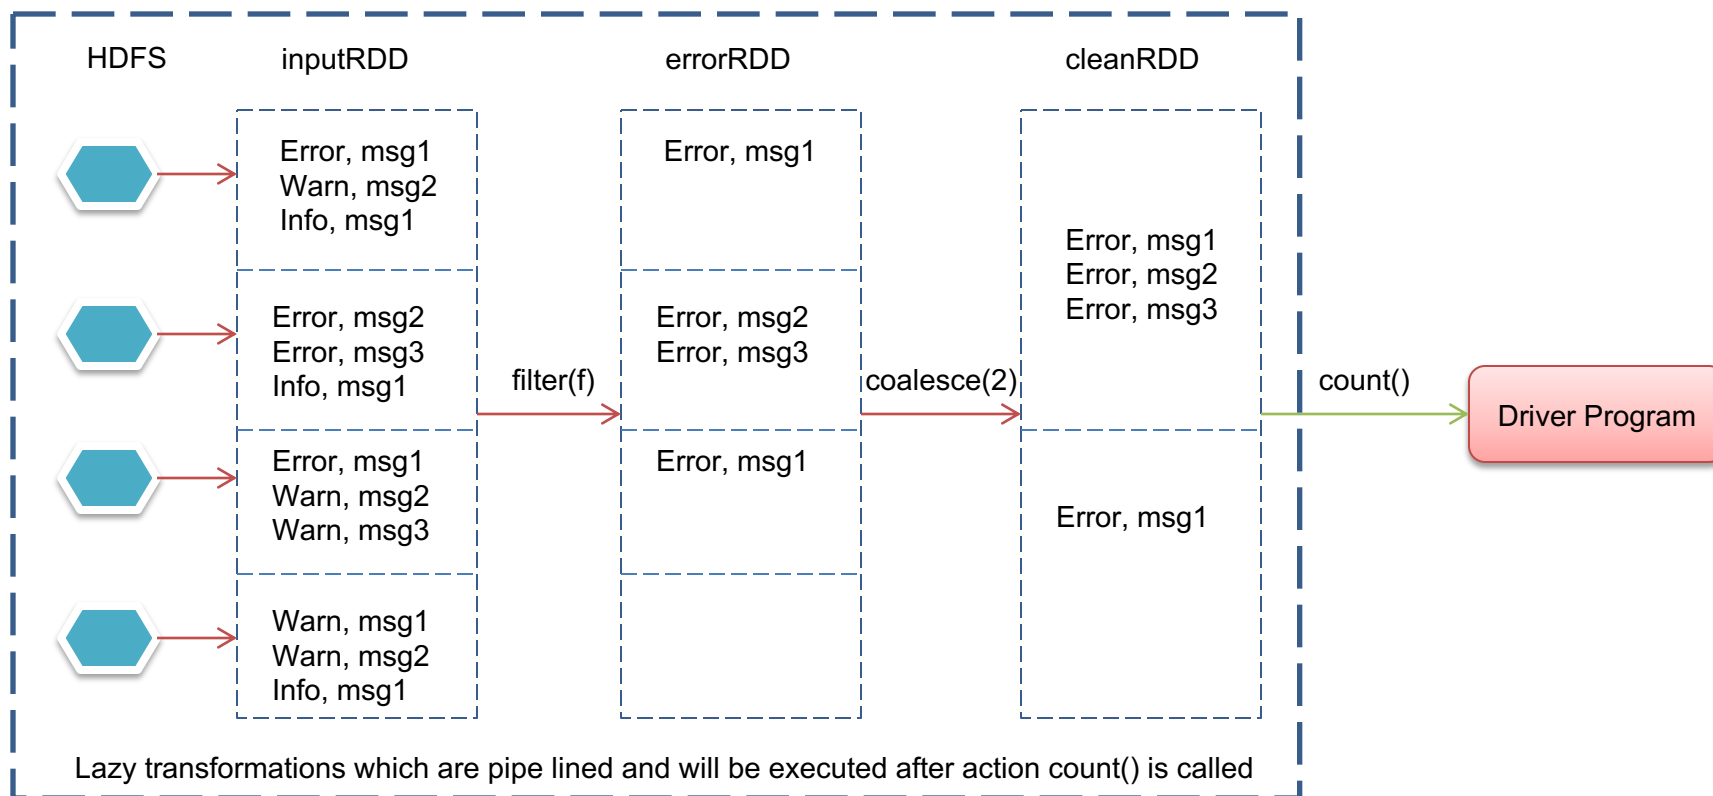 HDFS
inputRDD
errorRDD
cleanRDD
Error, msg1
Warn, msg2
Info, msg1
Error, msg2
Error, msg3
Info, msg1
Error, msg1
Warn, msg2
Warn, msg3
Warn, msg1
Warn, msg2
Info, msg1
filter(f)
Error, msg1
Error, msg2
Error, msg3
Error, msg1
coalesce(2)
Error, msg1
Error, msg2
Error, msg3
Error, msg1
count()
Driver Program
Lazy transformations which are pipe lined and will be executed after action count() is called